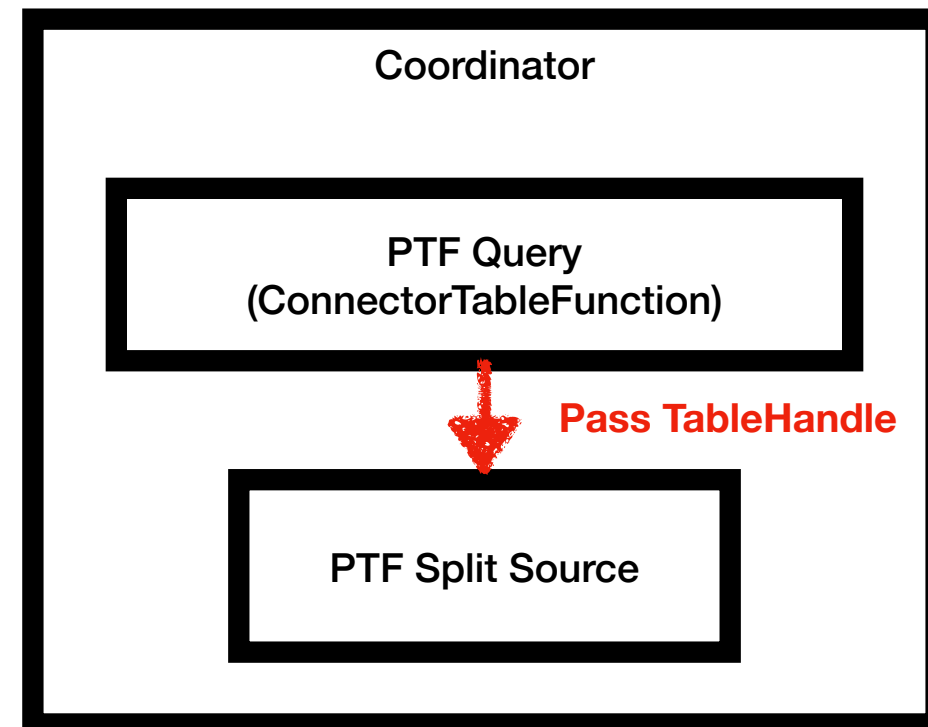 Coordinator
PTF Query
(ConnectorTableFunction)
Pass TableHandle
PTF Split Source